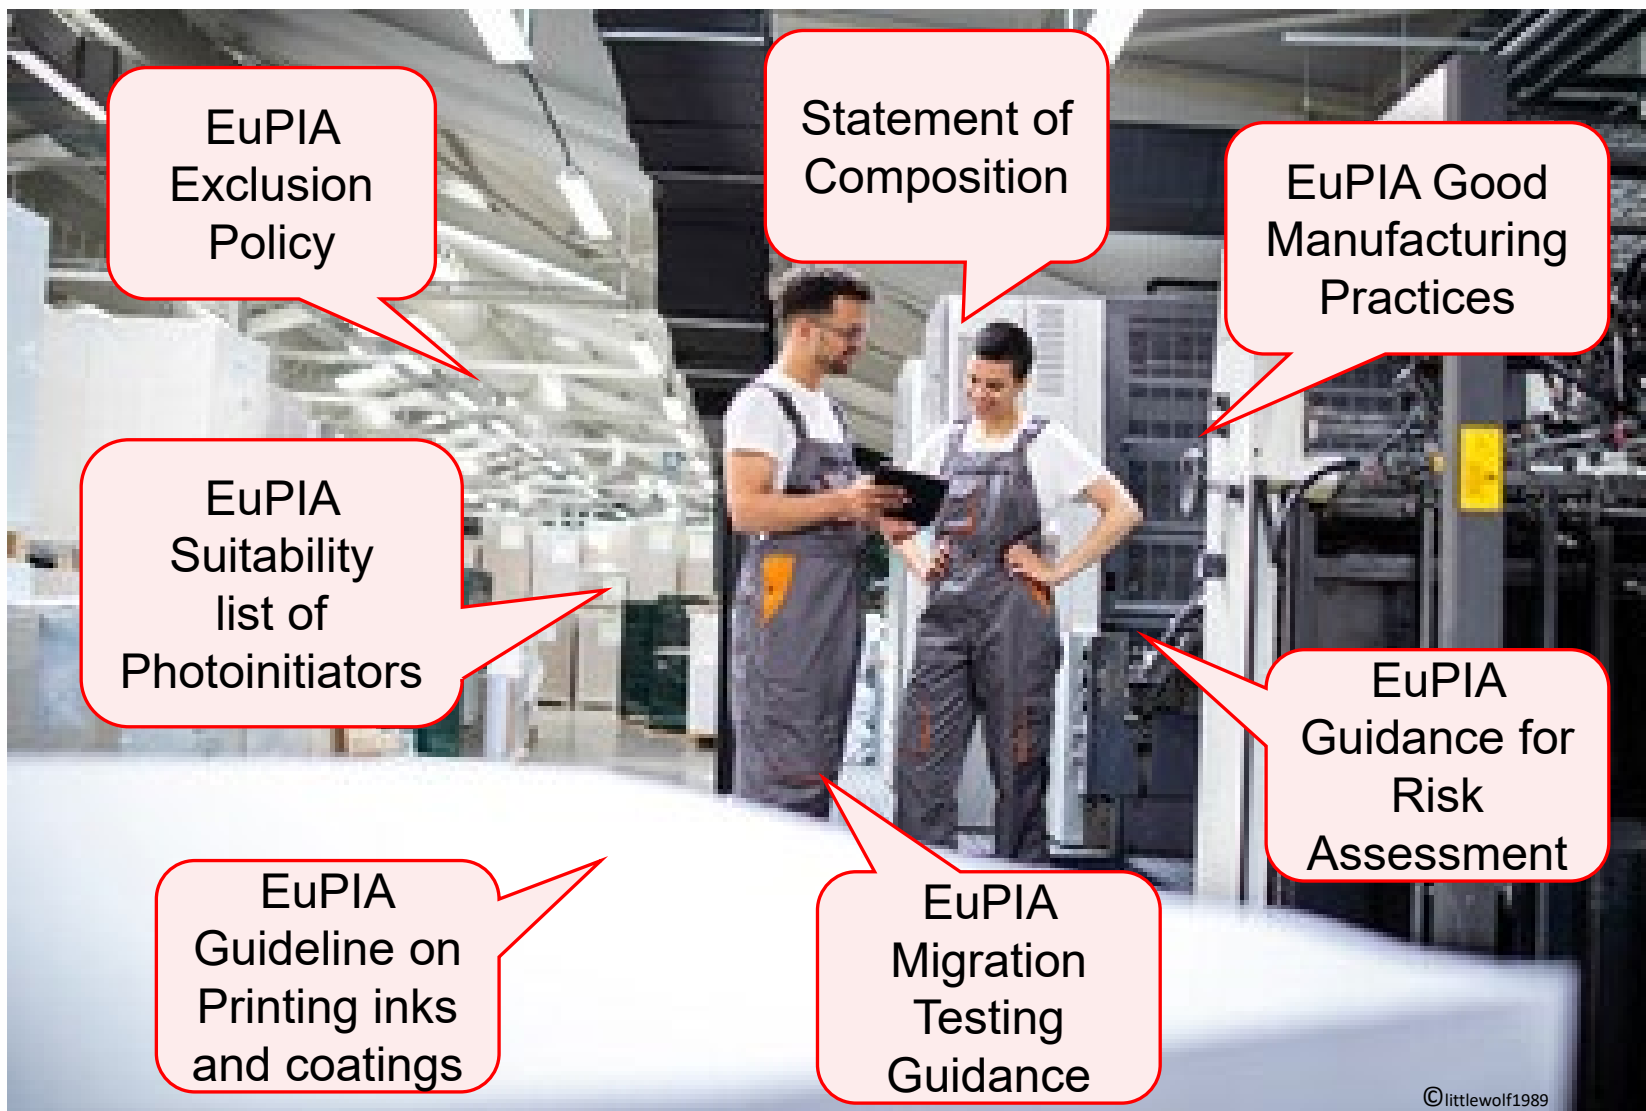 EuPIA
Exclusion
Policy
Statement of
Composition
EuPIA Good
Manufacturing
Practices
EuPIA
Suitability
list of
Photoinitiators
EuPIA
Guidance for
Risk
Assessment
EuPIA
Guideline on
Printing inks
and coatings
EuPIA
Migration
Testing
Guidance
©littlewolf1989